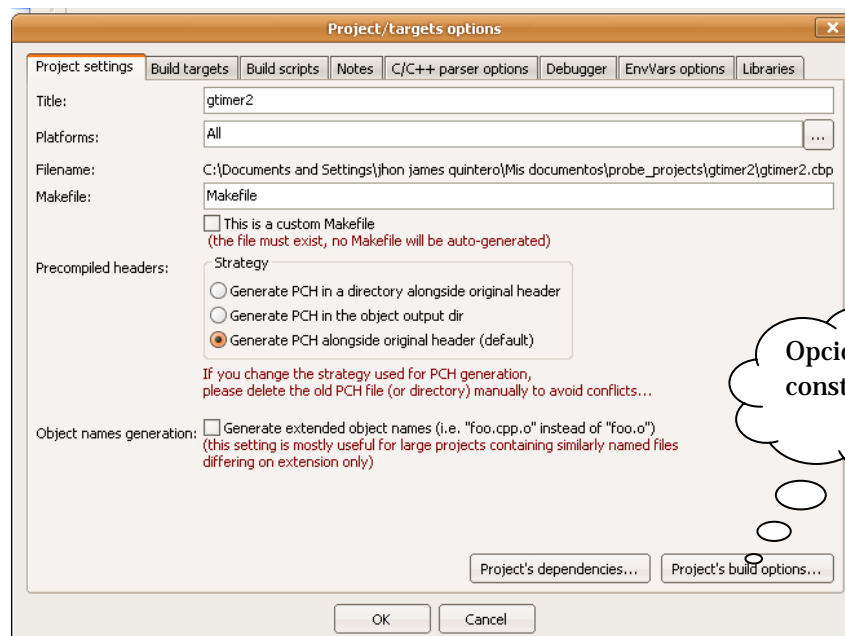 Project/targets options
Project settings Build targets Build scripts Notes C/C++ parser options Debugger EnvVars options Libraries
Title: gtimer2
Platforms: All ...
Filename: C:\Documents and Settings\jhon james quintero\Mis documentos\probe_projects\gtimer2\gtimer2.cbp
Makefile: Makefile
This is a custom Makefile
(the file must exist, no Makefile will be auto-generated)
Precompiled headers: Strategy
Generate PCH in a directory alongside original header
Generate PCH in the object output dir
Generate PCH alongside original header (default)
If you change the strategy used for PCH generation,
please delete the old PCH file (or directory) manually to avoid conflicts...
Opcio
const
Object names generation: Generate extended object names (i.e. "foo.cpp.o" instead of "foo.o")
(this setting is mostly useful for large projects containing similarly named files
differing on extension only)
Project's dependencies... Project's build options...
OK Cancel